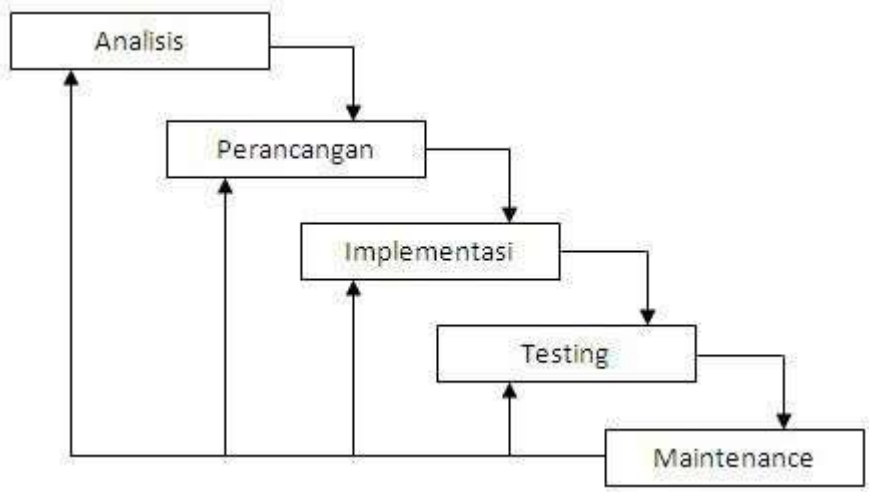 Analisis
Perancangan
Implementasi
Testing
Maintenance